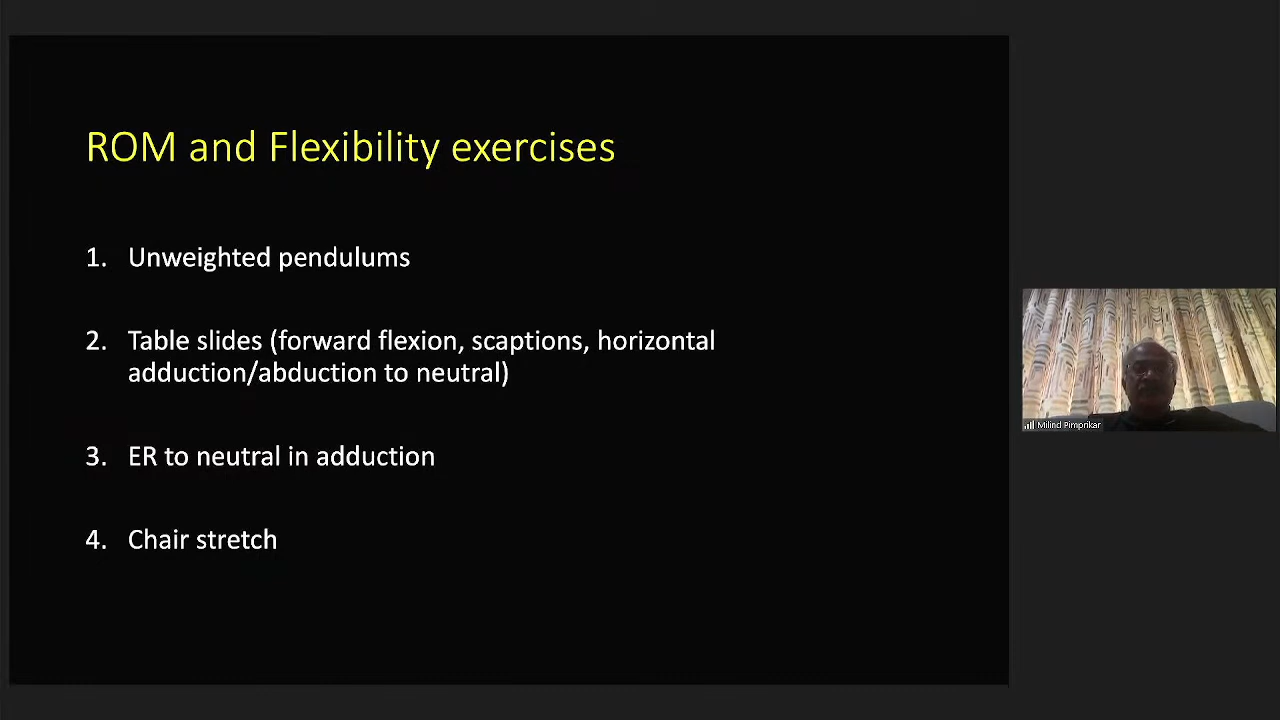 ROM and Flexibility exercises
1. Unweighted pendulums
2. Table slides (forward flexion, scaptions, horizontal
adduction/abduction to neutral)
3. ER to neutral in adduction
4. Chair stretch
Milind Pimprikar